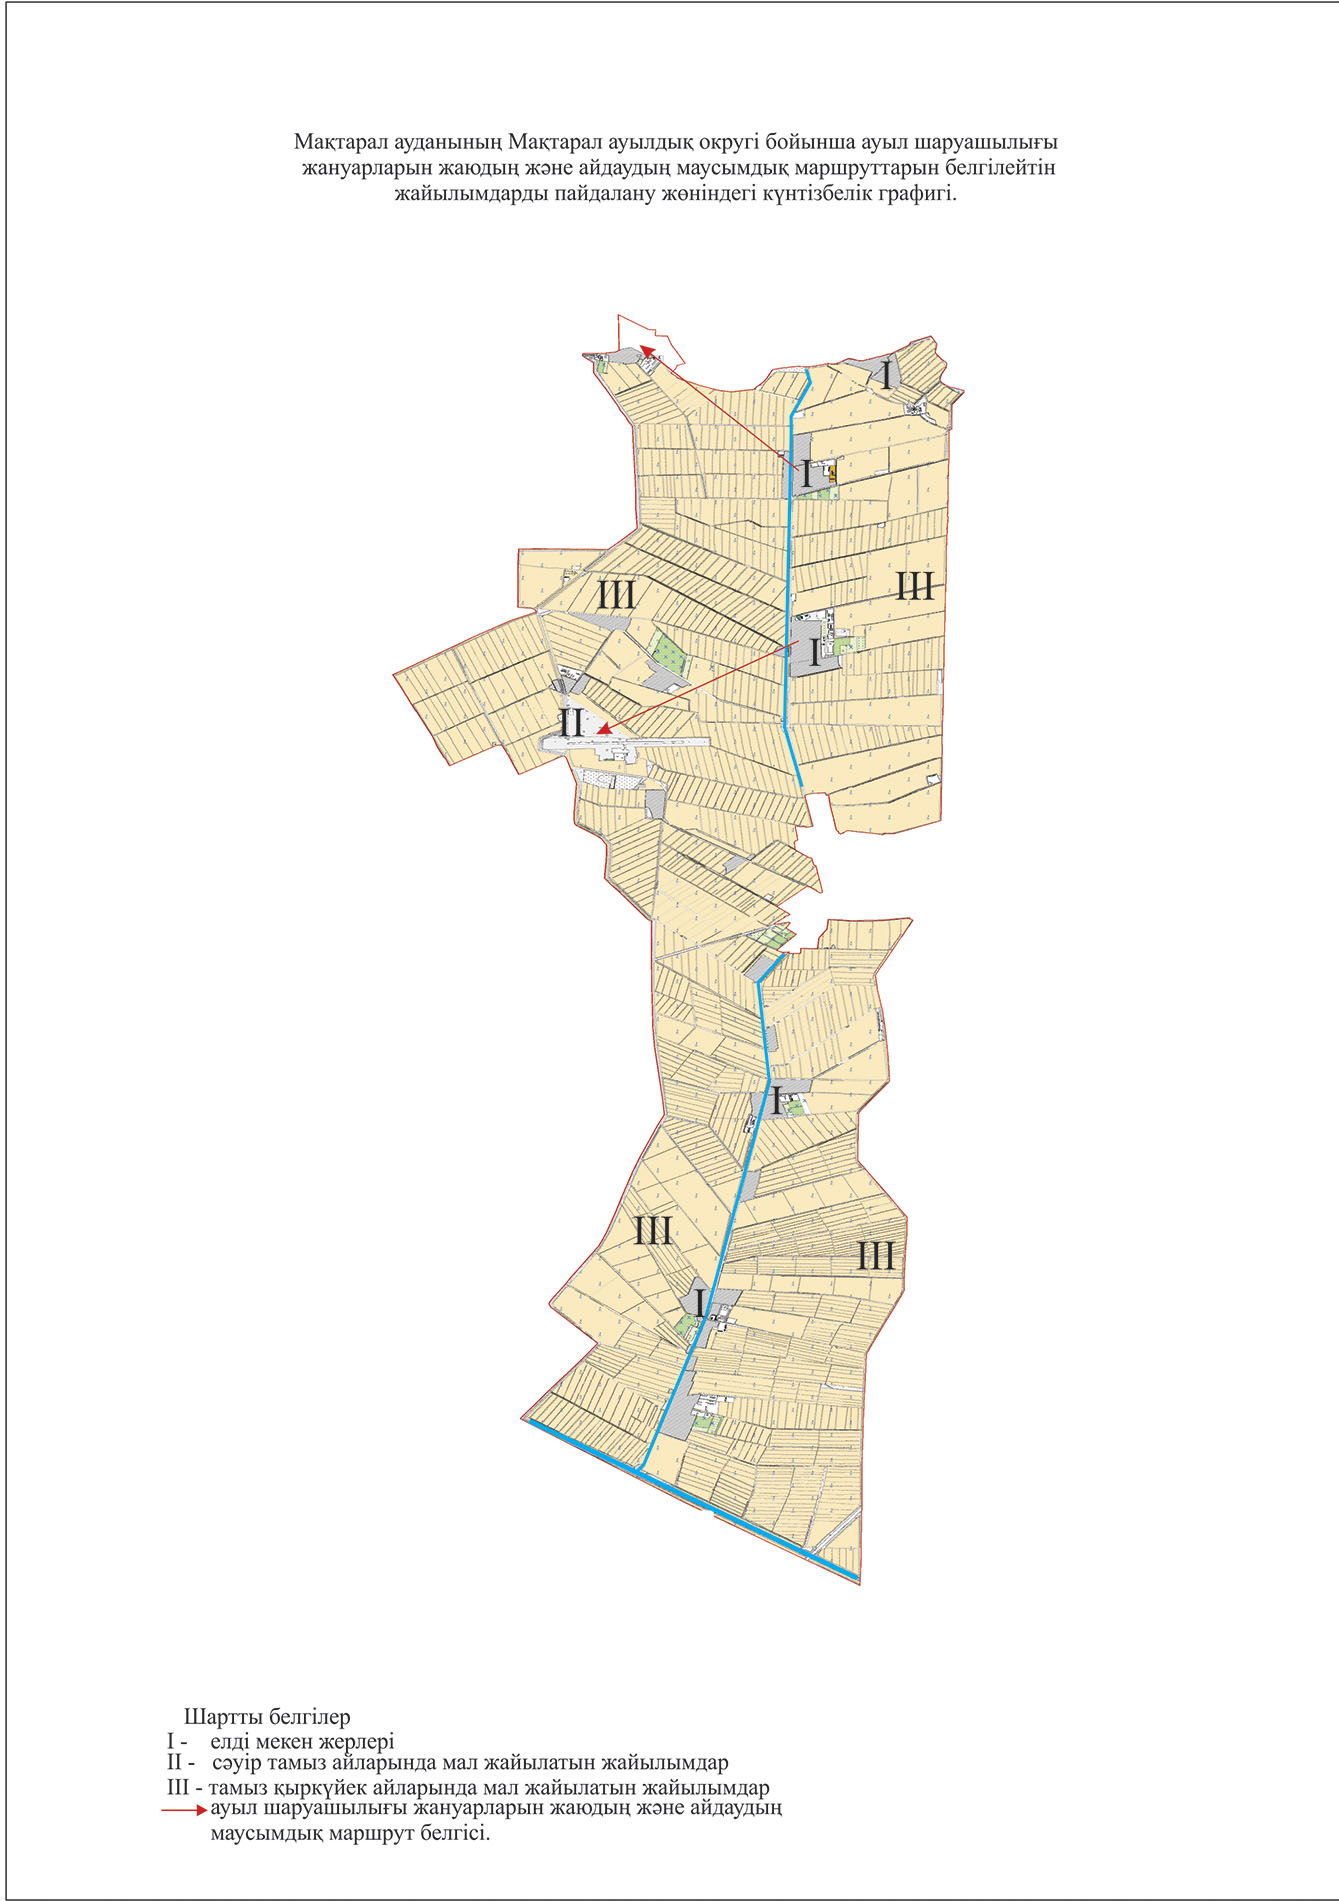 Мақтарал ауданының Мақтарал ауылдық округі бойынша ауыл шаруашылығы
жануарларын жаюдың және айдаудың маусымдық маршруттарын белгілейтін
жайылымдарды пайдалану жөніндегі күнтізбелік графигі.
I
I
III
III
I
II
I
III
III
I
Шартты белгілер
I - елді мекен жерлері
II - сәуір тамыз айларында мал жайылатын жайылымдар
III - тамыз қыркүйек айларында мал жайылатын жайылымдар
ауыл шаруашылығы жануарларын жаюдың және айдаудың
маусымдық маршрут белгісі.